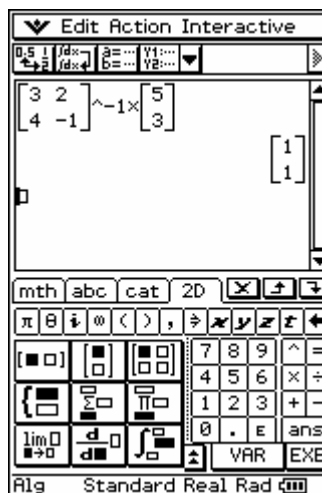 Edit Action Interactive
[3 2
4 -1]^-1×[5
3]
[1
1]
mth abc cat 2D
π θ i ∞ ( ) , ⇒ x y z t ←
7 8 9 ^ =
4 5 6 × ÷
1 2 3 + -
Σ Π
0 . E ans
lim d/d ∫
VAR EXE
Alg Standard Real Rad